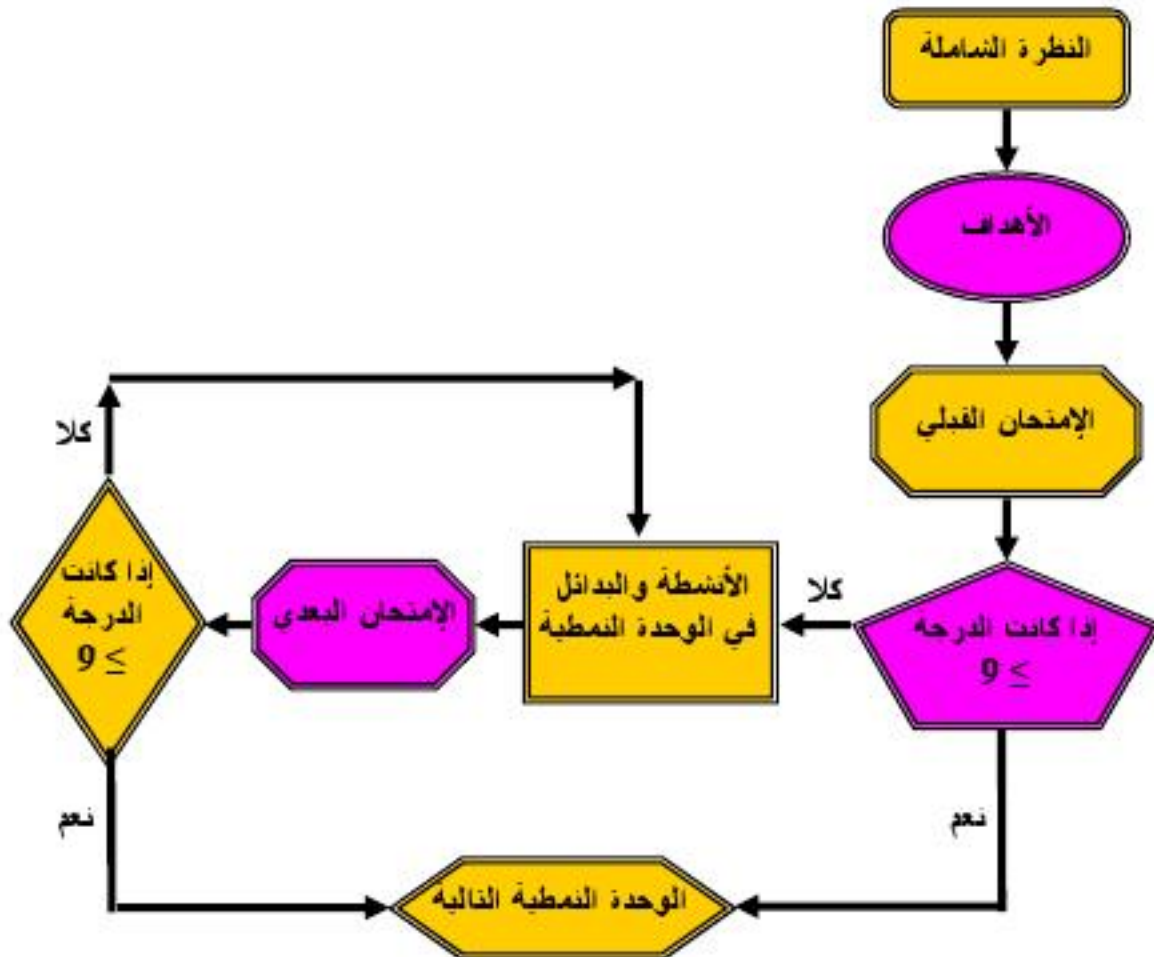 النظرة الشاملة
الأهداف
الإمتحان القبلي
إذا كانت الدرجة
9 ≤
كلا
نعم
الأنشطة والبدائل
في الوحدة النمطية
الإمتحان البعدي
إذا كانت
الدرجة
9 ≤
كلا
نعم
الوحدة النمطية التالية